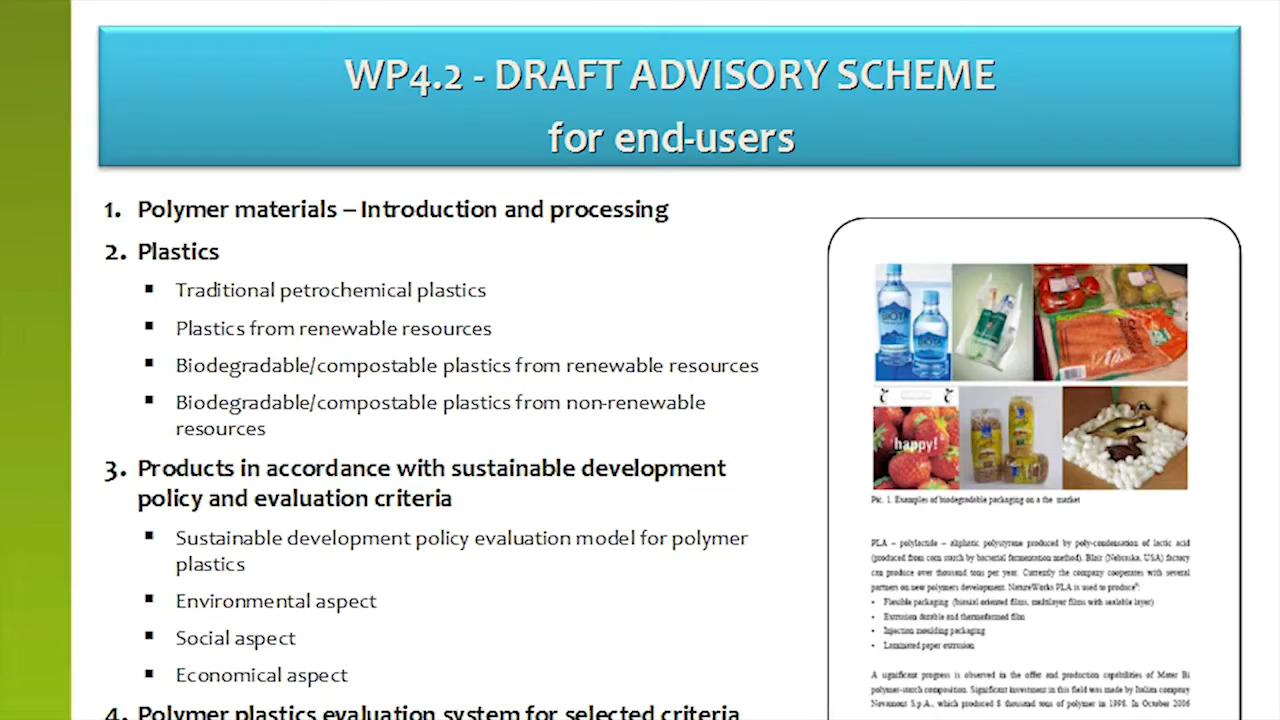 WP4.2 - DRAFT ADVISORY SCHEME
for end-users
1. Polymer materials – Introduction and processing
2. Plastics
▪ Traditional petrochemical plastics
▪ Plastics from renewable resources
▪ Biodegradable/compostable plastics from renewable resources
▪ Biodegradable/compostable plastics from non-renewable
resources
3. Products in accordance with sustainable development
policy and evaluation criteria
▪ Sustainable development policy evaluation model for polymer
plastics
▪ Environmental aspect
▪ Social aspect
▪ Economical aspect
4. Polymer plastics evaluation system for selected criteria
BIOTA
BIOTA
happy!
Pic. 1. Examples of biodegradable packaging on a the market
PLA – polylactide – aliphatic polystyrene produced by poly-condensation of lactic acid
(produced from corn starch by bacterial fermentation method). Blair (Nebraska, USA) factory
can produce over thousand tons per year. Currently the company cooperates with several
partners on new polymers development. NatureWorks PLA is used to produce
• Flexible packaging (biaxial oriented films, multilayer films with sealable layer)
• Extrusion durable and thermoformed film
• Injection moulding packaging
• Laminated paper extrusion
A significant progress is observed in the offer and production capabilities of Mater Bi
polymer-starch composition. Significant investment in this field was made by Italian company
Novamont S.p.A., which produced 8 thousand tons of polymer in 1998. In October 2006